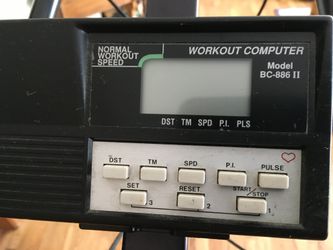 NORMAL
WORKOUT
SPEED
WORKOUT COMPUTER
Model
BC-886 II
DST TM SPD P.I. PLS
DST TM SPD P.I. PULSE
SET RESET START/STOP
3 2 1